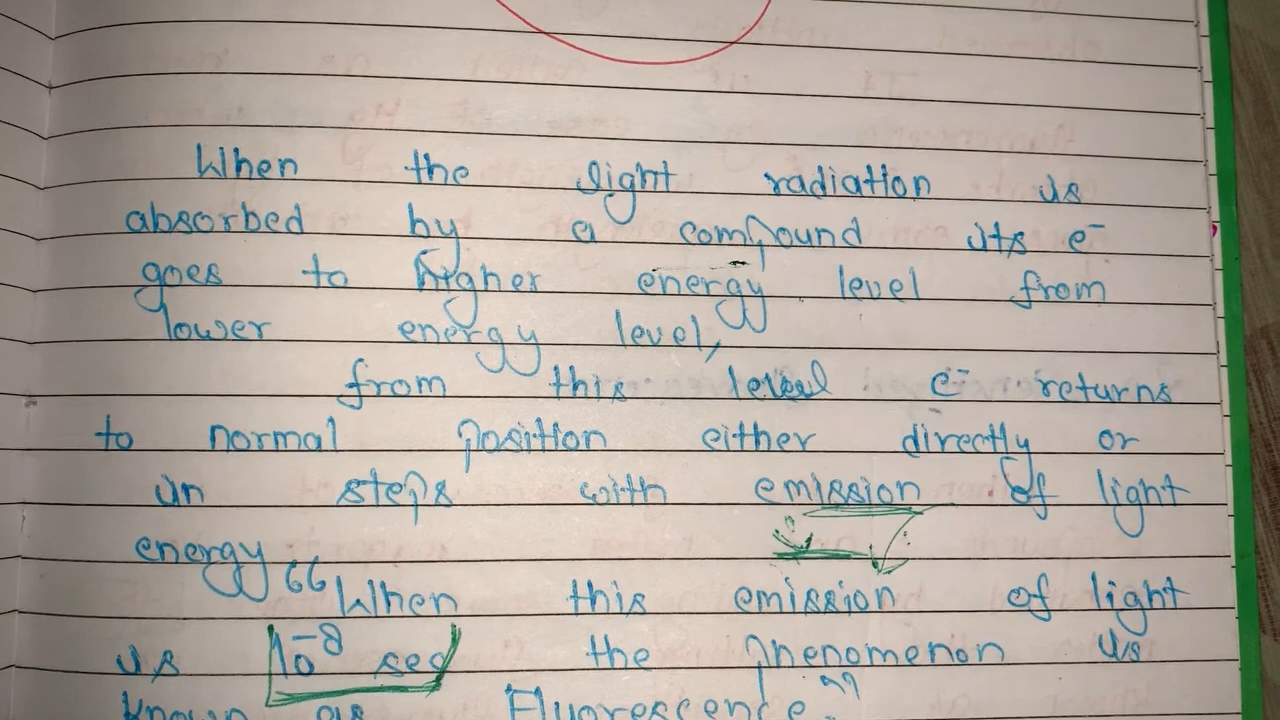 When the light radiation is
absorbed by a compound its e⁻
goes to higher energy level from
lower energy level,
from this level e⁻ returns
to normal position either directly or
in steps with emission of light
energy
“When this emission of light
is 10⁻⁸ sec the phenomenon is
known as Fluorescence.”